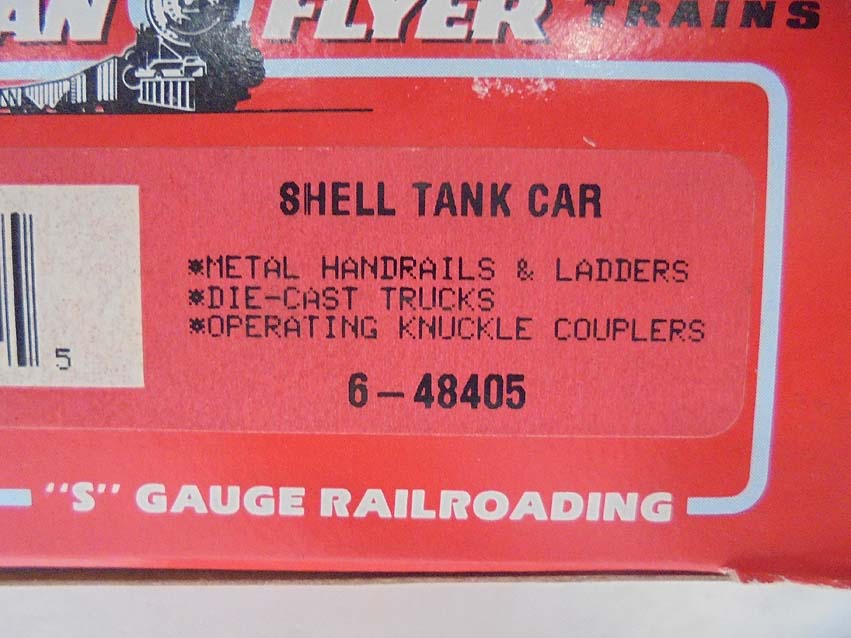 AN FLYER TRAINS
SHELL TANK CAR
*METAL HANDRAILS & LADDERS
*DIE-CAST TRUCKS
*OPERATING KNUCKLE COUPLERS
5
6-48405
"S" GAUGE RAILROADING